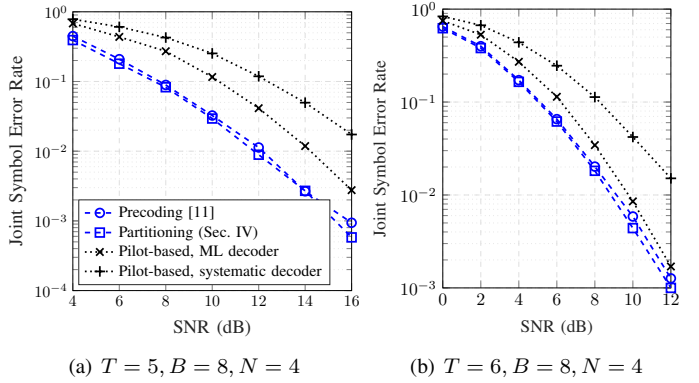 10^0
10^{-1}
10^{-2}
10^{-3}
10^{-4}
Joint Symbol Error Rate
4 6 8 10 12 14 16
SNR (dB)
Precoding [11]
Partitioning (Sec. IV)
Pilot-based, ML decoder
Pilot-based, systematic decoder
(a) T = 5, B = 8, N = 4
10^0
10^{-1}
10^{-2}
10^{-3}
Joint Symbol Error Rate
0 2 4 6 8 10 12
SNR (dB)
(b) T = 6, B = 8, N = 4